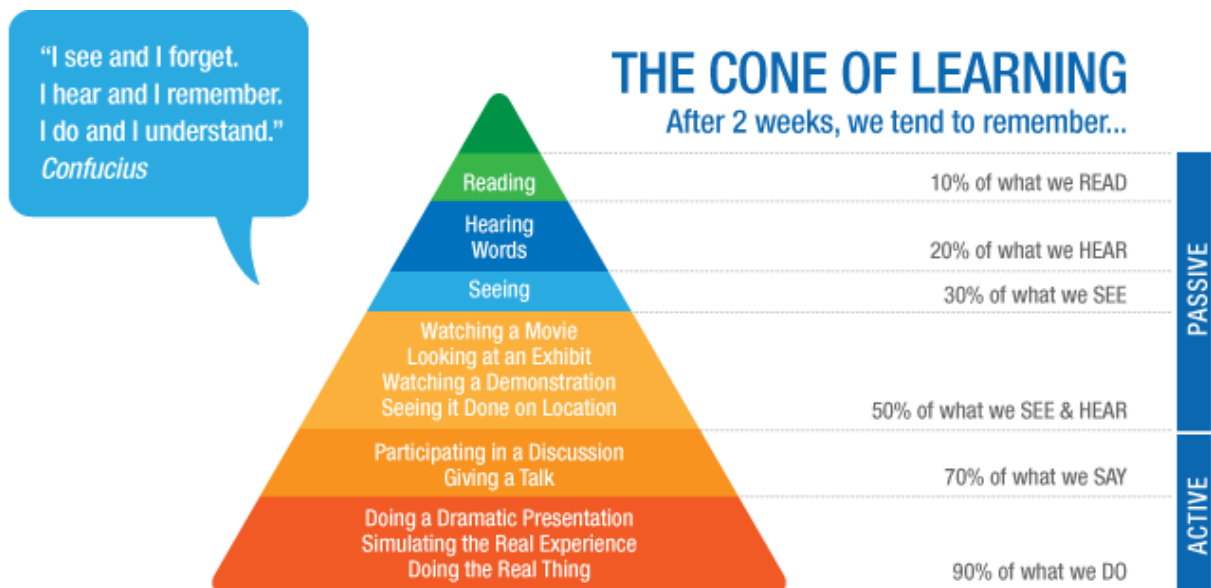 “I see and I forget.
I hear and I remember.
I do and I understand.”
Confucius
THE CONE OF LEARNING
After 2 weeks, we tend to remember...
Reading
10% of what we READ
Hearing
Words
20% of what we HEAR
Seeing
30% of what we SEE
Watching a Movie
Looking at an Exhibit
Watching a Demonstration
Seeing it Done on Location
50% of what we SEE & HEAR
PASSIVE
Participating in a Discussion
Giving a Talk
70% of what we SAY
Doing a Dramatic Presentation
Simulating the Real Experience
Doing the Real Thing
90% of what we DO
ACTIVE